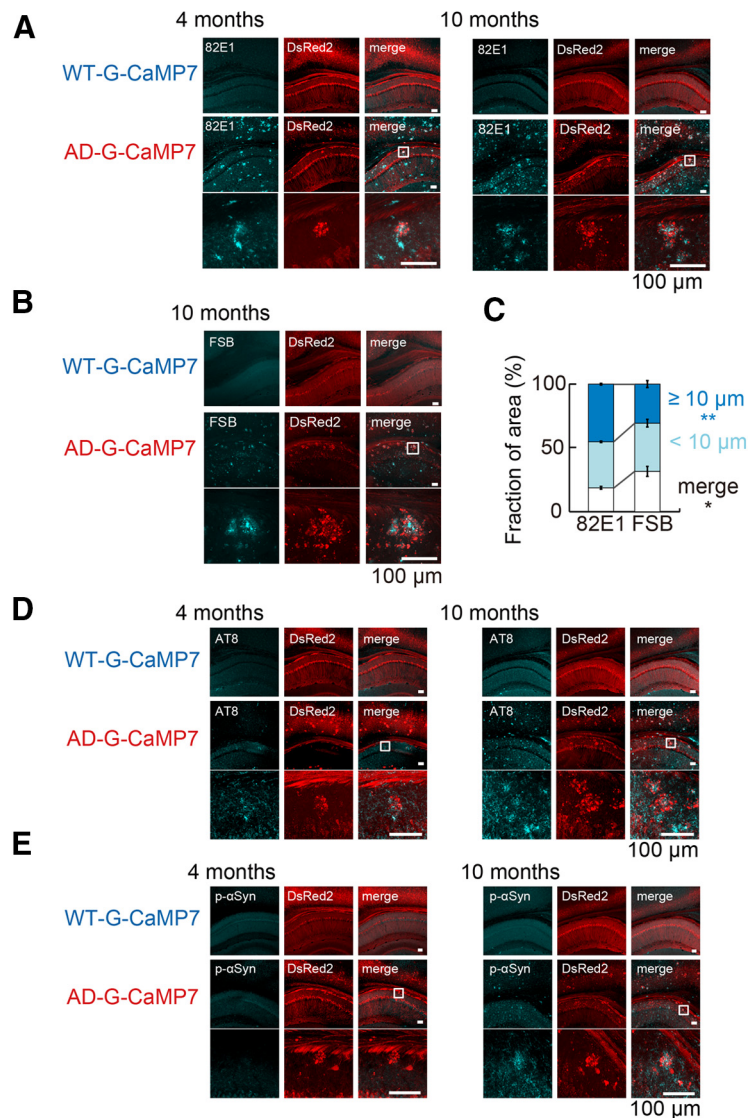 A
4 months
10 months
WT-G-CaMP7
82E1 DsRed2 merge
82E1 DsRed2 merge
AD-G-CaMP7
82E1 DsRed2 merge
82E1 DsRed2 merge
100 µm
B
10 months
WT-G-CaMP7
FSB DsRed2 merge
AD-G-CaMP7
FSB DsRed2 merge
100 µm
C
Fraction of area (%)
100
50
0
82E1 FSB
≥ 10 µm
**
< 10 µm
merge
*
D
4 months
10 months
WT-G-CaMP7
AT8 DsRed2 merge
AT8 DsRed2 merge
AD-G-CaMP7
AT8 DsRed2 merge
AT8 DsRed2 merge
100 µm
E
4 months
10 months
WT-G-CaMP7
p-αSyn DsRed2 merge
p-αSyn DsRed2 merge
AD-G-CaMP7
p-αSyn DsRed2 merge
p-αSyn DsRed2 merge
100 µm